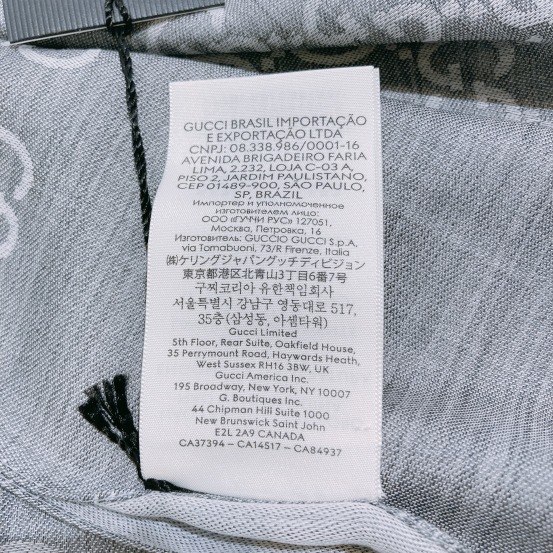 GUCCI BRASIL IMPORTAÇÃO
E EXPORTAÇÃO LTDA
CNPJ: 08.338.986/0001-16
AVENIDA BRIGADEIRO FARIA
LIMA, 2.232, LOJA C-03 A,
PISO 2, JARDIM PAULISTANO,
CEP 01489-900, SÃO PAULO,
SP, BRAZIL
Импортер и уполномоченное
изготовителем лицо:
ООО «ГУЧЧИ РУС» 127051,
Москва, Петровка, 16
Изготовитель: GUCCIO GUCCI S.p.A.
via Tornabuoni, 73/R Firenze, Italia
㈱ケリングジャパングッチディビジョン
東京都港区北青山3丁目6番7号
구찌코리아 유한책임회사
서울특별시 강남구 영동대로 517,
35층(삼성동, 아셈타워)
Gucci Limited
5th Floor, Rear Suite, Oakfield House,
35 Perrymount Road, Haywards Heath,
West Sussex RH16 3BW, UK
Gucci America Inc.
195 Broadway, New York, NY 10007
G. Boutiques Inc.
44 Chipman Hill Suite 1000
New Brunswick Saint John
E2L 2A9 CANADA
CA37394 – CA14517 – CA84937